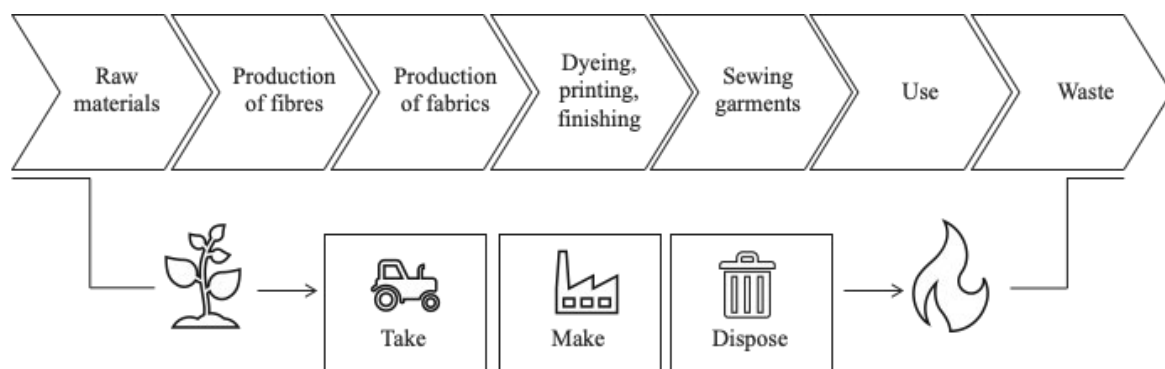 Raw
materials
Production
of fibres
Production
of fabrics
Dyeing,
printing,
finishing
Sewing
garments
Use
Waste
Take
Make
Dispose